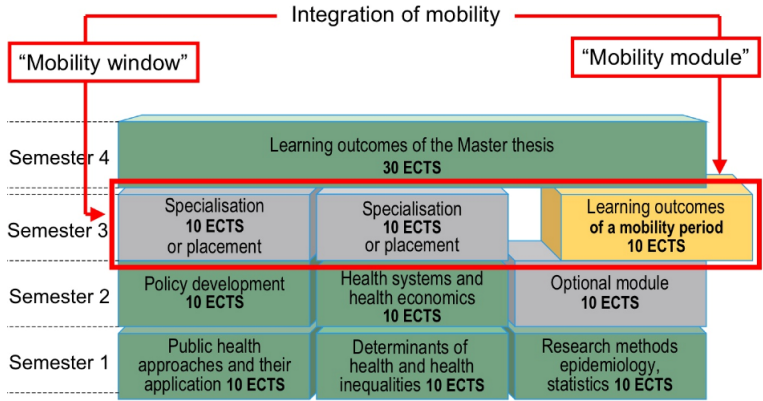 Integration of mobility
“Mobility window”
“Mobility module”
Semester 4
Learning outcomes of the Master thesis
30 ECTS
Semester 3
Specialisation
10 ECTS
or placement
Specialisation
10 ECTS
or placement
Learning outcomes
of a mobility period
10 ECTS
Semester 2
Policy development
10 ECTS
Health systems and
health economics
10 ECTS
Optional module
10 ECTS
Semester 1
Public health
approaches and their
application 10 ECTS
Determinants of
health and health
inequalities 10 ECTS
Research methods
epidemiology,
statistics 10 ECTS